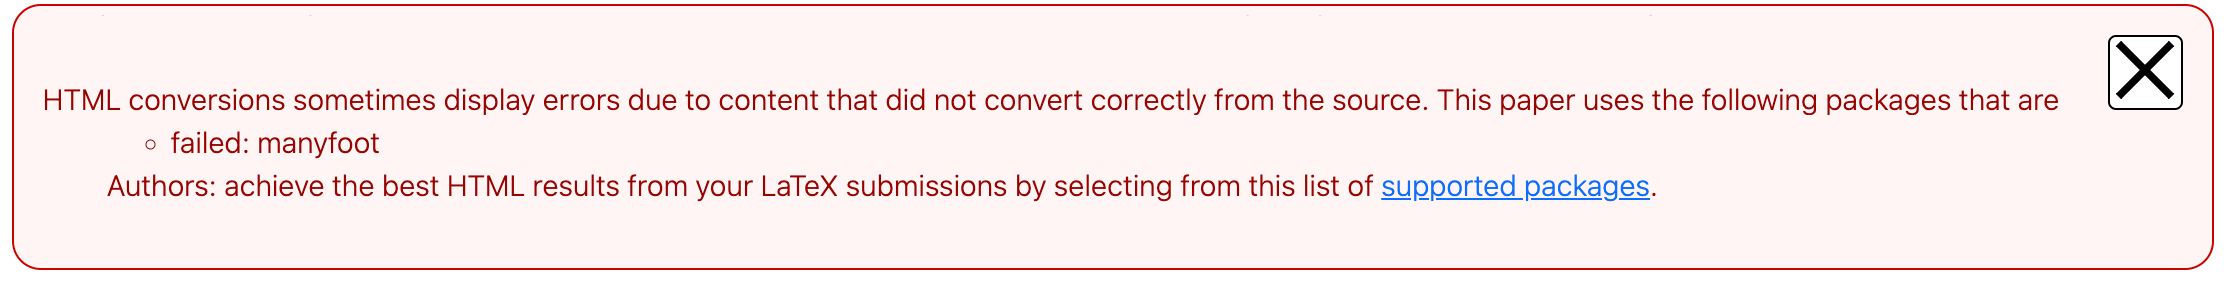 HTML conversions sometimes display errors due to content that did not convert correctly from the source. This paper uses the following packages that are
◦ failed: manyfoot
Authors: achieve the best HTML results from your LaTeX submissions by selecting from this list of supported packages.